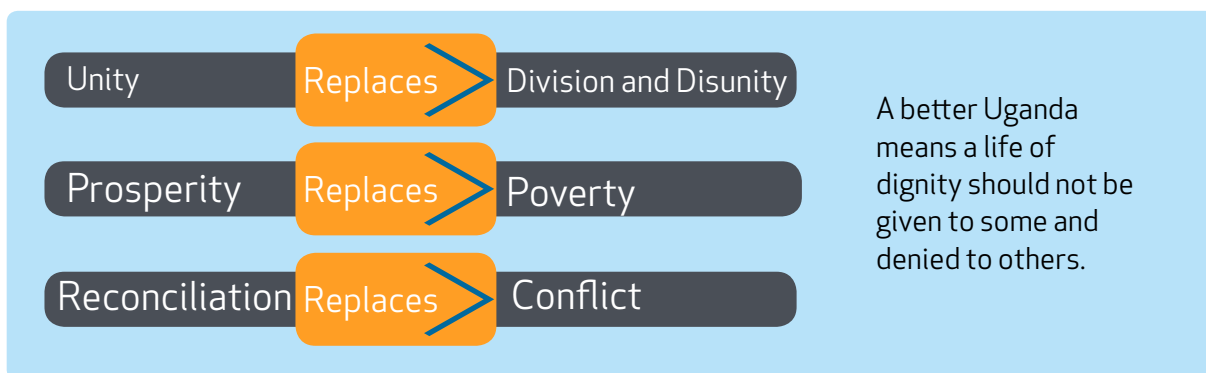 Unity Replaces Division and Disunity
Prosperity Replaces Poverty
Reconciliation Replaces Conflict
A better Uganda
means a life of
dignity should not be
given to some and
denied to others.